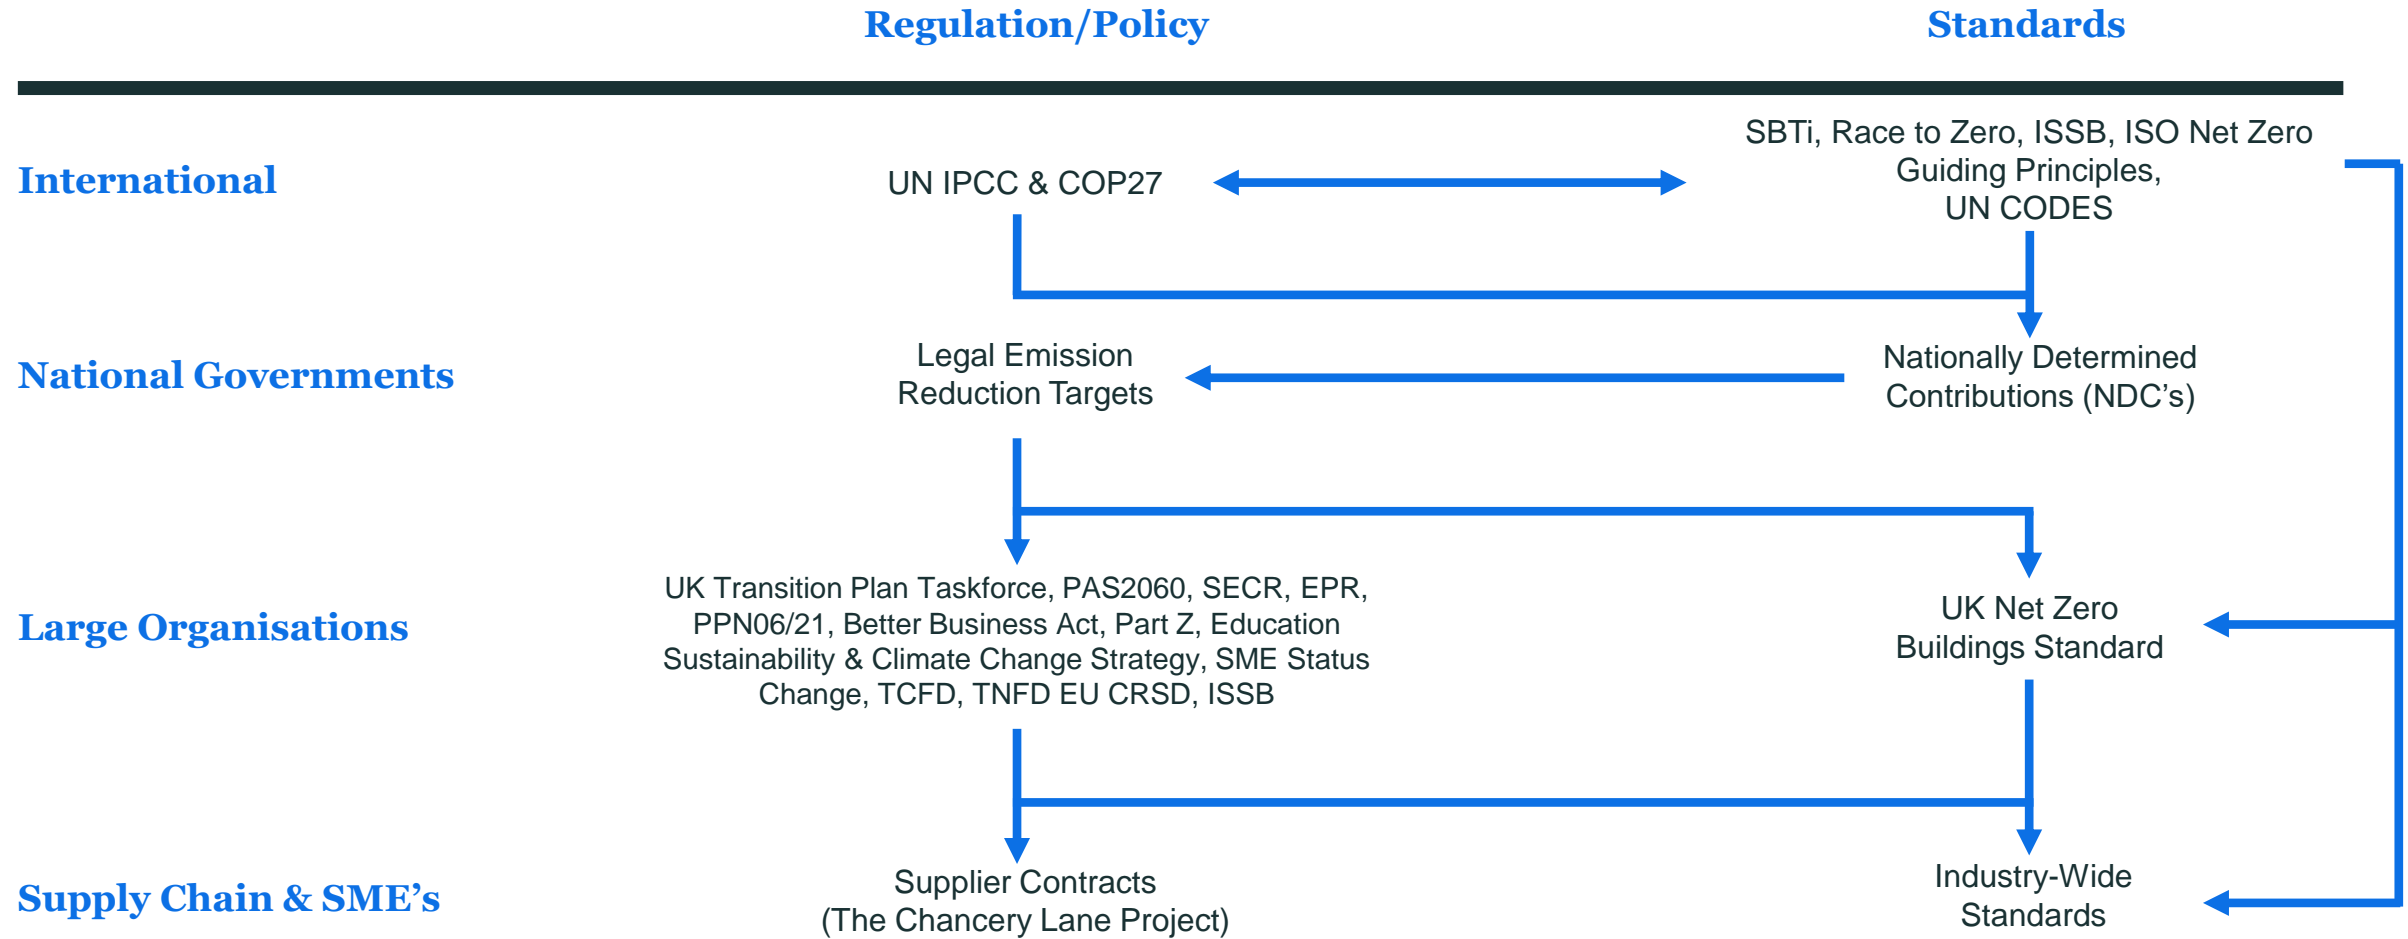 Regulation/Policy
Standards
International
UN IPCC & COP27
SBTi, Race to Zero, ISSB, ISO Net Zero
Guiding Principles,
UN CODES
National Governments
Legal Emission
Reduction Targets
Nationally Determined
Contributions (NDC’s)
Large Organisations
UK Transition Plan Taskforce, PAS2060, SECR, EPR,
PPN06/21, Better Business Act, Part Z, Education
Sustainability & Climate Change Strategy, SME Status
Change, TCFD, TNFD EU CRSD, ISSB
UK Net Zero
Buildings Standard
Supply Chain & SME’s
Supplier Contracts
(The Chancery Lane Project)
Industry-Wide
Standards